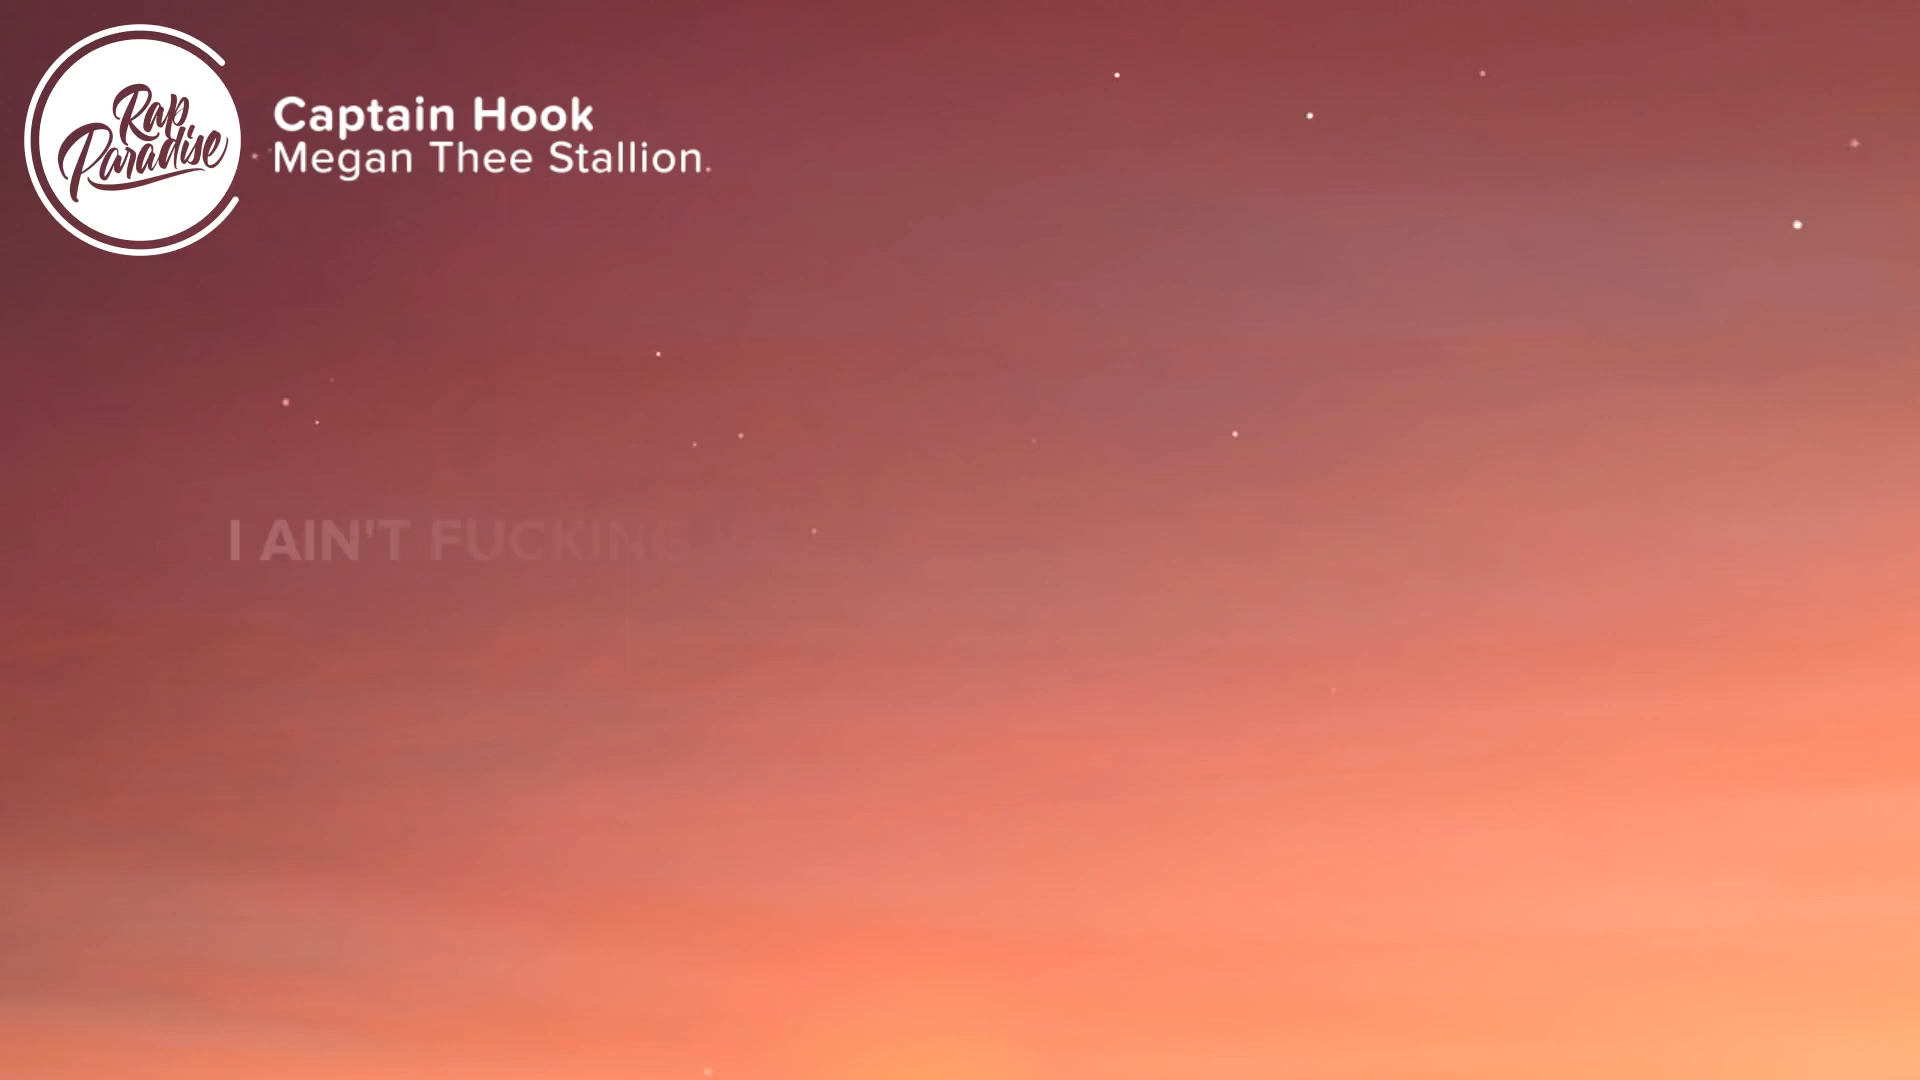 Rap
Paradise
Captain Hook
Megan Thee Stallion
I AIN'T FUCKING